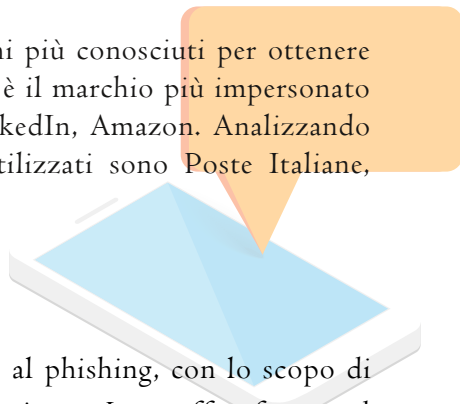 ni più conosciuti per ottenere
è il marchio più impersonato
kedIn, Amazon. Analizzando
tilizzati sono Poste Italiane,
al phishing, con lo scopo di